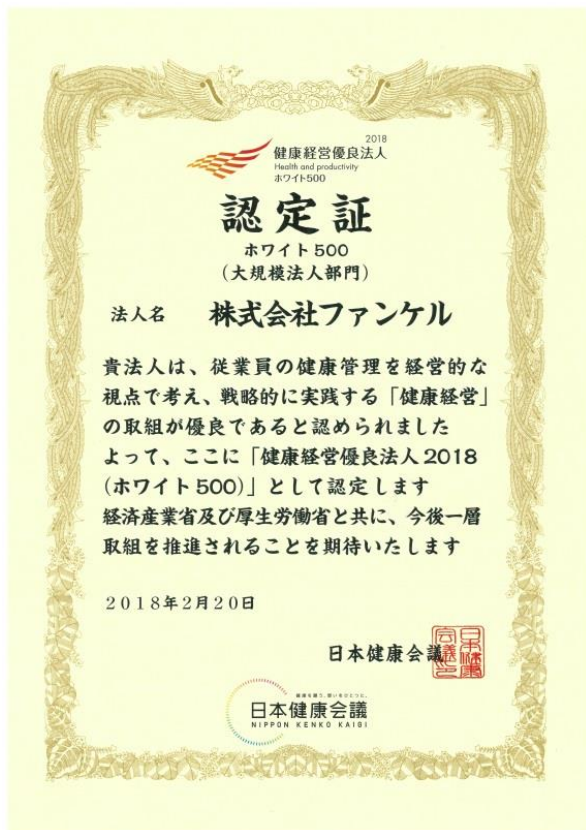 2018
健康経営優良法人
Health and productivity
ホワイト500
認定証
ホワイト500
(大規模法人部門)
法人名 株式会社ファンケル
貴法人は、従業員の健康管理を経営的な
視点で考え、戦略的に実践する「健康経営」
の取組が優良であると認められました
よって、ここに「健康経営優良法人2018
(ホワイト500)」として認定します
経済産業省及び厚生労働省と共に、今後一層
取組を推進されることを期待いたします
2018年2月20日
日本健康会議
日本健康会議
NIPPON KENKO KAIGI